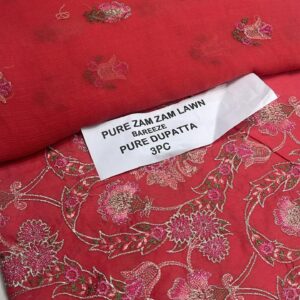 PURE ZAM ZAM LAWN
BAREEZE
PURE DUPATTA
3PC